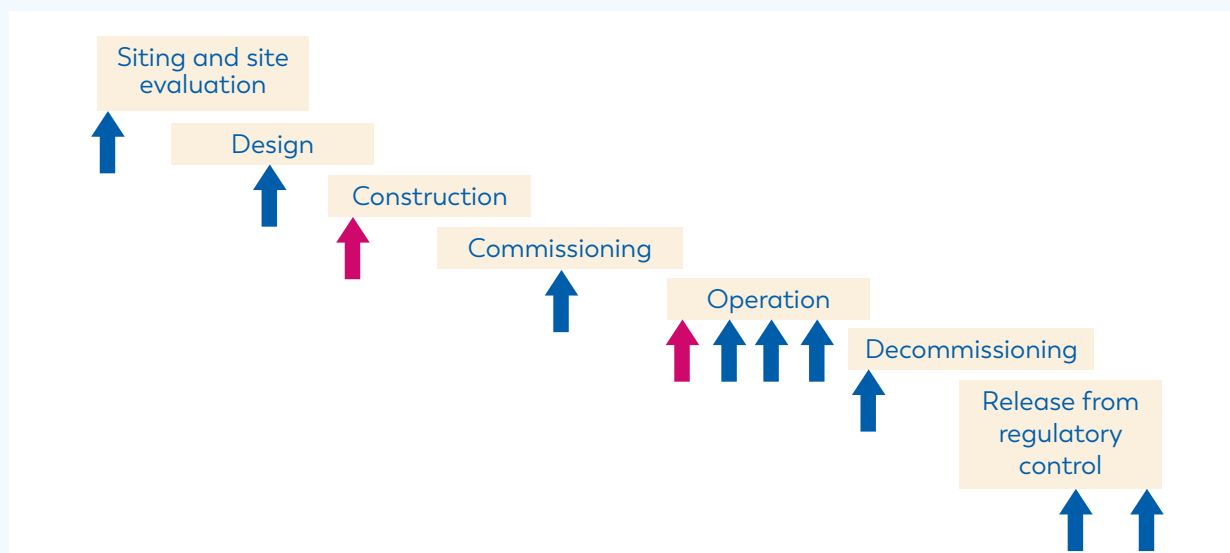 Siting and site
evaluation
Design
Construction
Commissioning
Operation
Decommissioning
Release from
regulatory
control